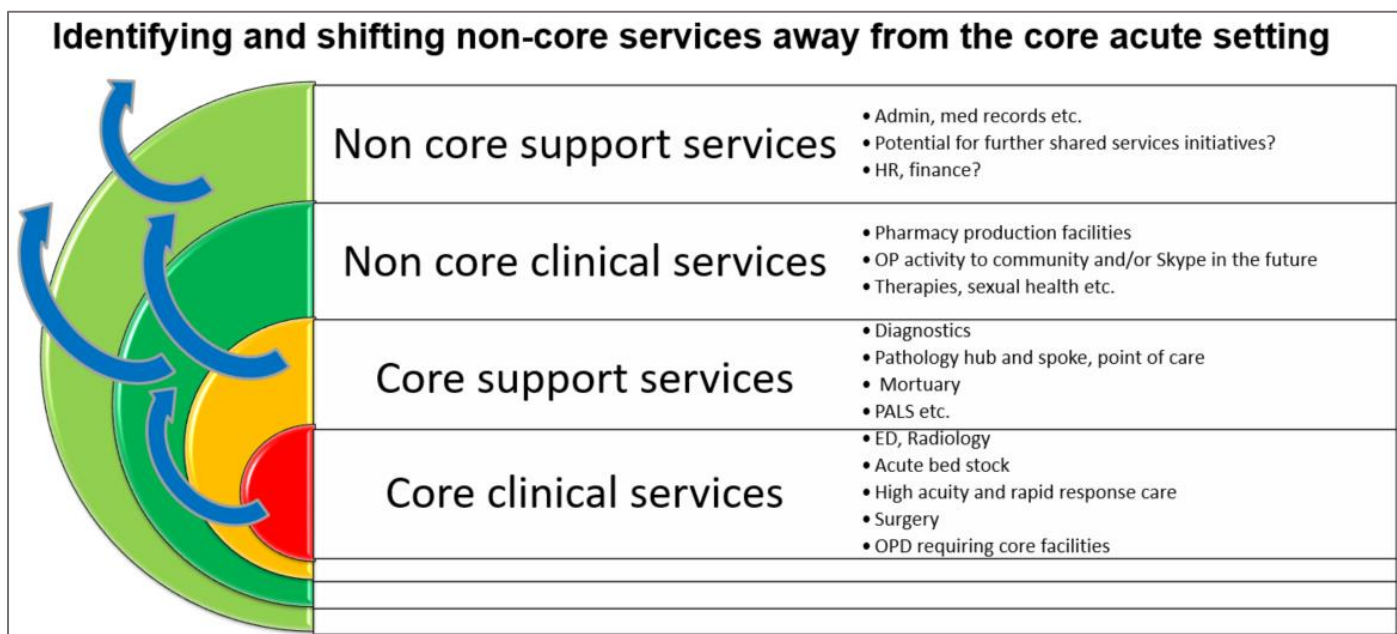 Identifying and shifting non-core services away from the core acute setting
Non core support services
• Admin, med records etc.
• Potential for further shared services initiatives?
• HR, finance?
Non core clinical services
• Pharmacy production facilities
• OP activity to community and/or Skype in the future
• Therapies, sexual health etc.
Core support services
• Diagnostics
• Pathology hub and spoke, point of care
• Mortuary
• PALS etc.
Core clinical services
• ED, Radiology
• Acute bed stock
• High acuity and rapid response care
• Surgery
• OPD requiring core facilities